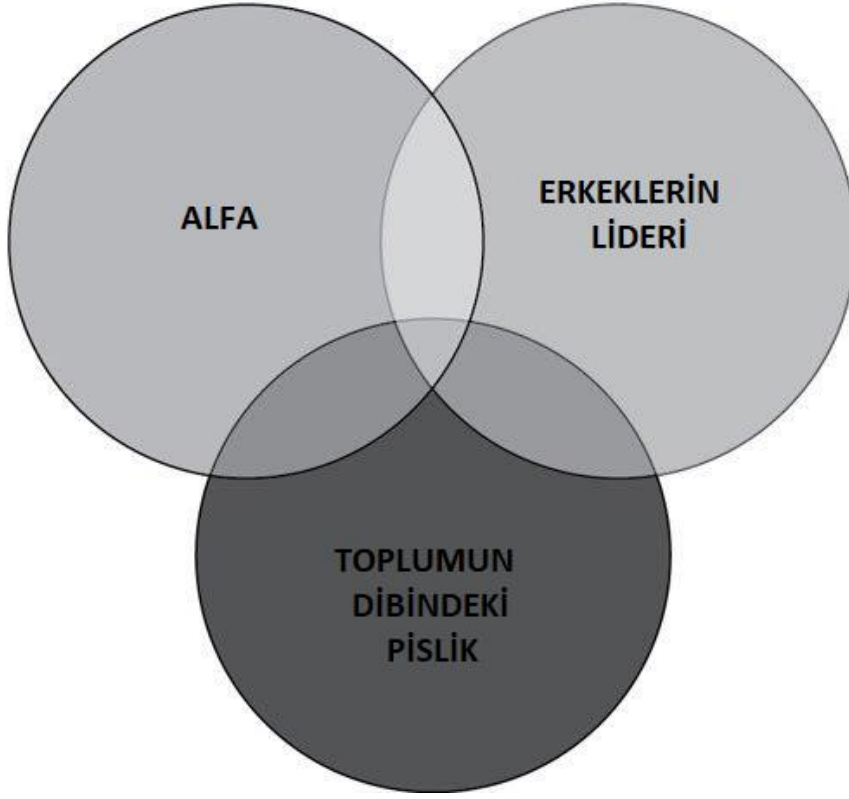 ALFA
ERKEKLERİN
LİDERİ
TOPLUMUN
DİBİNDEKİ
PİSLİK